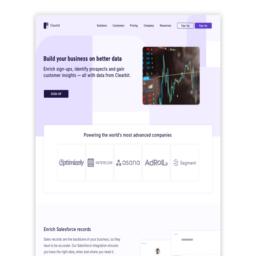 Clearbit
Solutions Customers Pricing Company Resources Sign Up
Build your business on better data
Enrich sign-ups, identify prospects and gain
customer insights — all with data from Clearbit.
SIGN UP
Powering the world's most advanced companies
Optimizely INTERCOM asana AdRoll Segment
Enrich Salesforce records
Sales records are the backbone of your business, so they
need to be accurate. Our Salesforce integration ensures
you have the right data, when and where you need it.